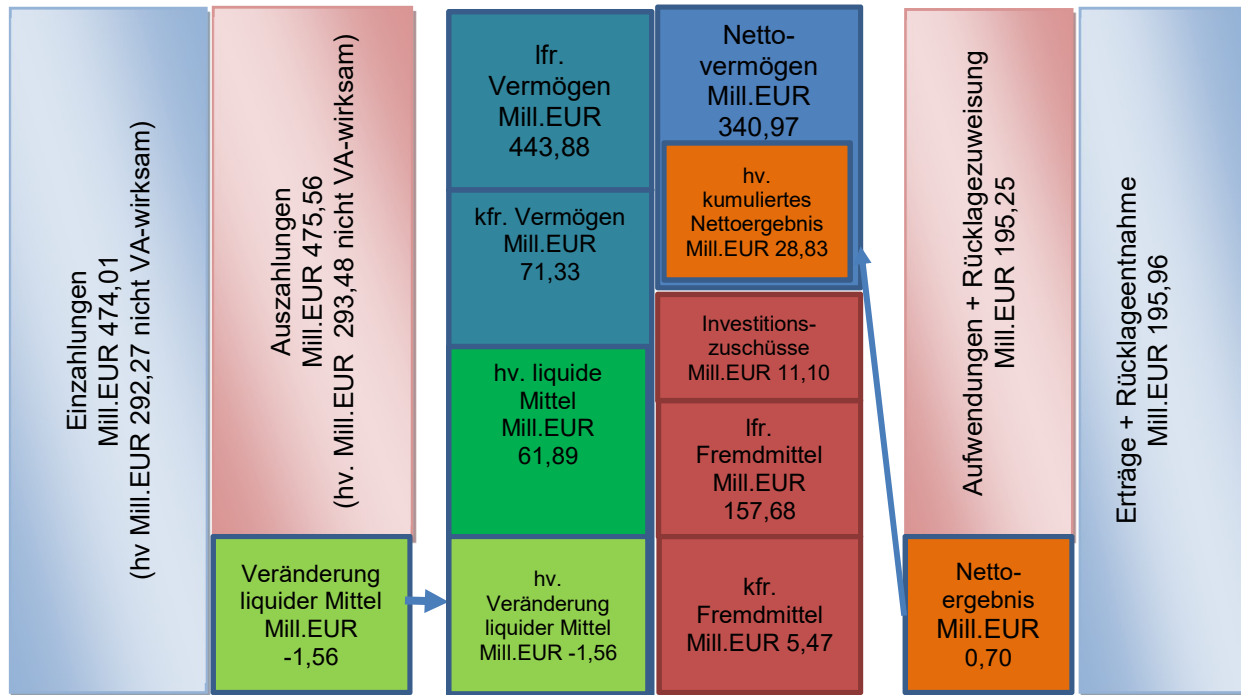 Einzahlungen
Mill.EUR 474,01
(hv Mill.EUR 292,27 nicht VA-wirksam)
Auszahlungen
Mill.EUR 475,56
(hv. Mill.EUR 293,48 nicht VA-wirksam)
Veränderung
liquider Mittel
Mill.EUR
-1,56
lfr.
Vermögen
Mill.EUR
443,88
kfr. Vermögen
Mill.EUR
71,33
hv. liquide
Mittel
Mill.EUR
61,89
hv.
Veränderung
liquider Mittel
Mill.EUR -1,56
Netto-
vermögen
Mill.EUR
340,97
hv.
kumuliertes
Nettoergebnis
Mill.EUR 28,83
Investitions-
zuschüsse
Mill.EUR 11,10
lfr.
Fremdmittel
Mill.EUR
157,68
kfr.
Fremdmittel
Mill.EUR 5,47
Aufwendungen + Rücklagezuweisung
Mill.EUR 195,25
Netto-
ergebnis
Mill.EUR
0,70
Erträge + Rücklageentnahme
Mill.EUR 195,96